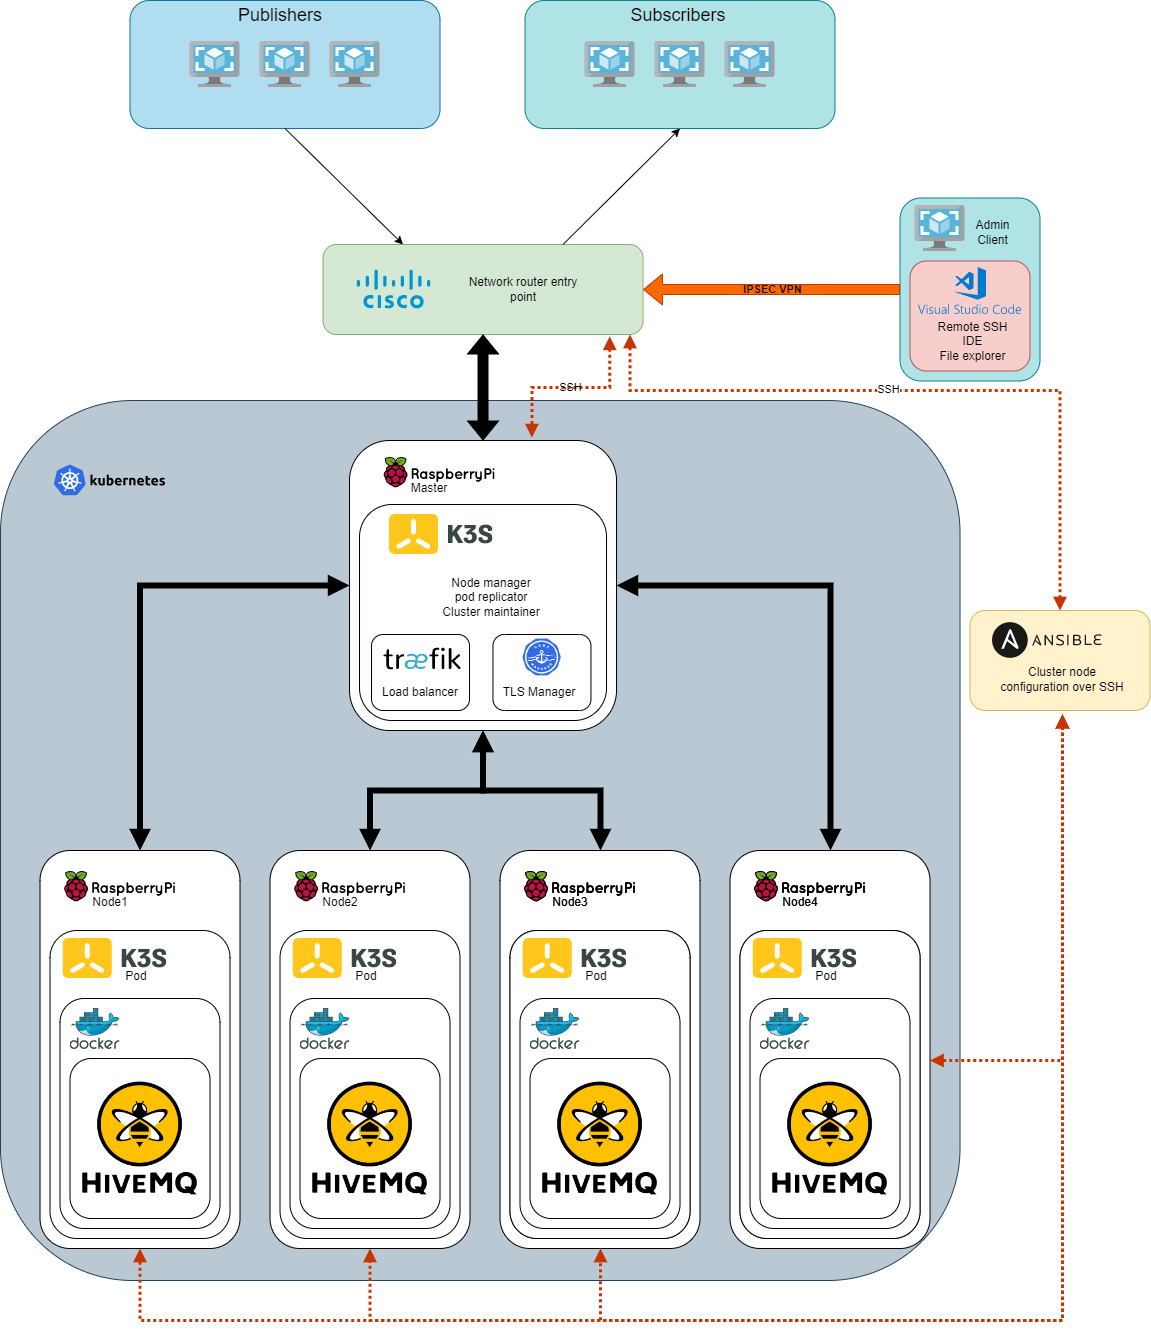 Publishers
Subscribers
Admin
Client
Visual Studio Code
Remote SSH
IDE
File explorer
CISCO
Network router entry
point
IPSEC VPN
SSH
SSH
kubernetes
RaspberryPi
Master
K3S
Node manager
pod replicator
Cluster maintainer
træfik
Load balancer
TLS Manager
A ANSIBLE
Cluster node
configuration over SSH
RaspberryPi
Node1
K3S
Pod
docker
HIVEMQ
RaspberryPi
Node2
K3S
Pod
docker
HIVEMQ
RaspberryPi
Node3
K3S
Pod
docker
HIVEMQ
RaspberryPi
Node4
K3S
Pod
docker
HIVEMQ